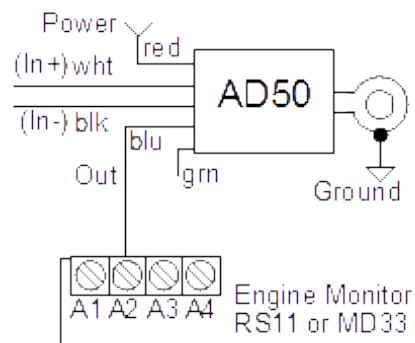 Power
red
(In+) wht
AD50
(In-) blk
blu
Out
grn
Ground
A1 A2 A3 A4
Engine Monitor
RS11 or MD33